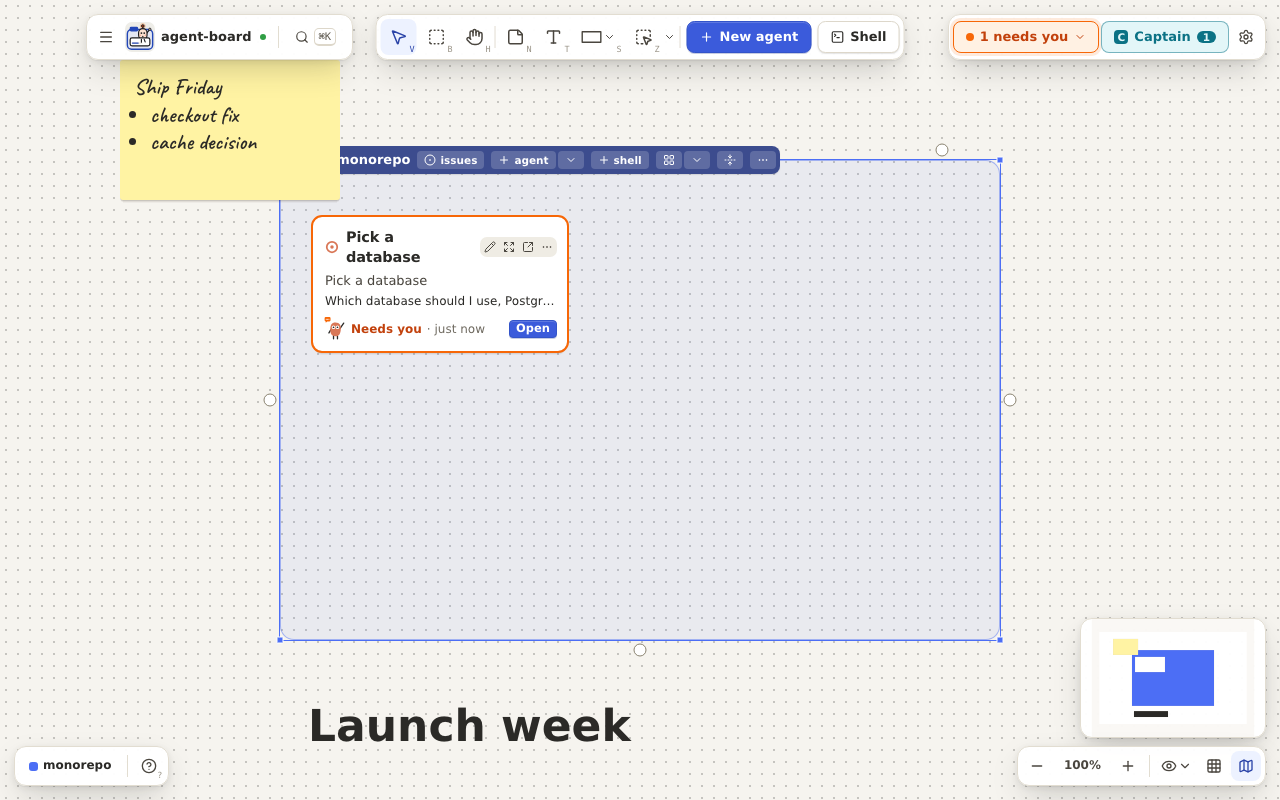 agent-board
⌘K
V
B
H
N
T
S
Z
New agent
Shell
1 needs you
C Captain 1
Ship Friday
checkout fix
cache decision
monorepo
issues
agent
shell
Pick a
database
Pick a database
Which database should I use, Postgr…
Needs you · just now
Open
Launch week
monorepo
?
100%